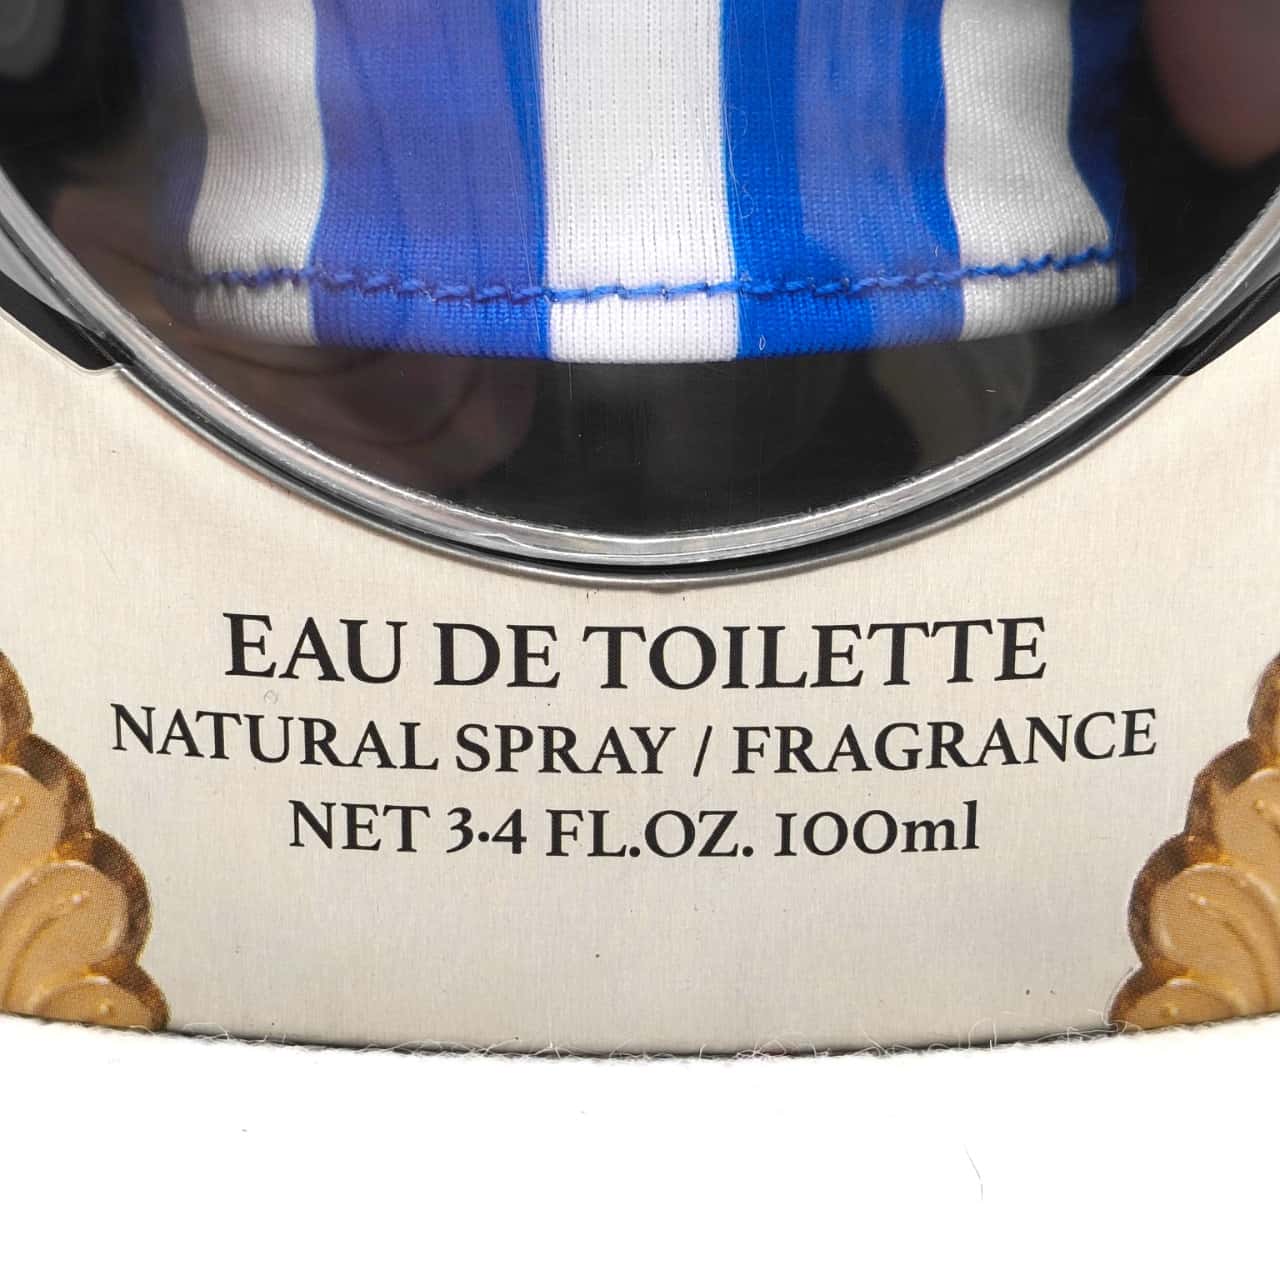 EAU DE TOILETTE
NATURAL SPRAY / FRAGRANCE
NET 3.4 FL.OZ. 100ml